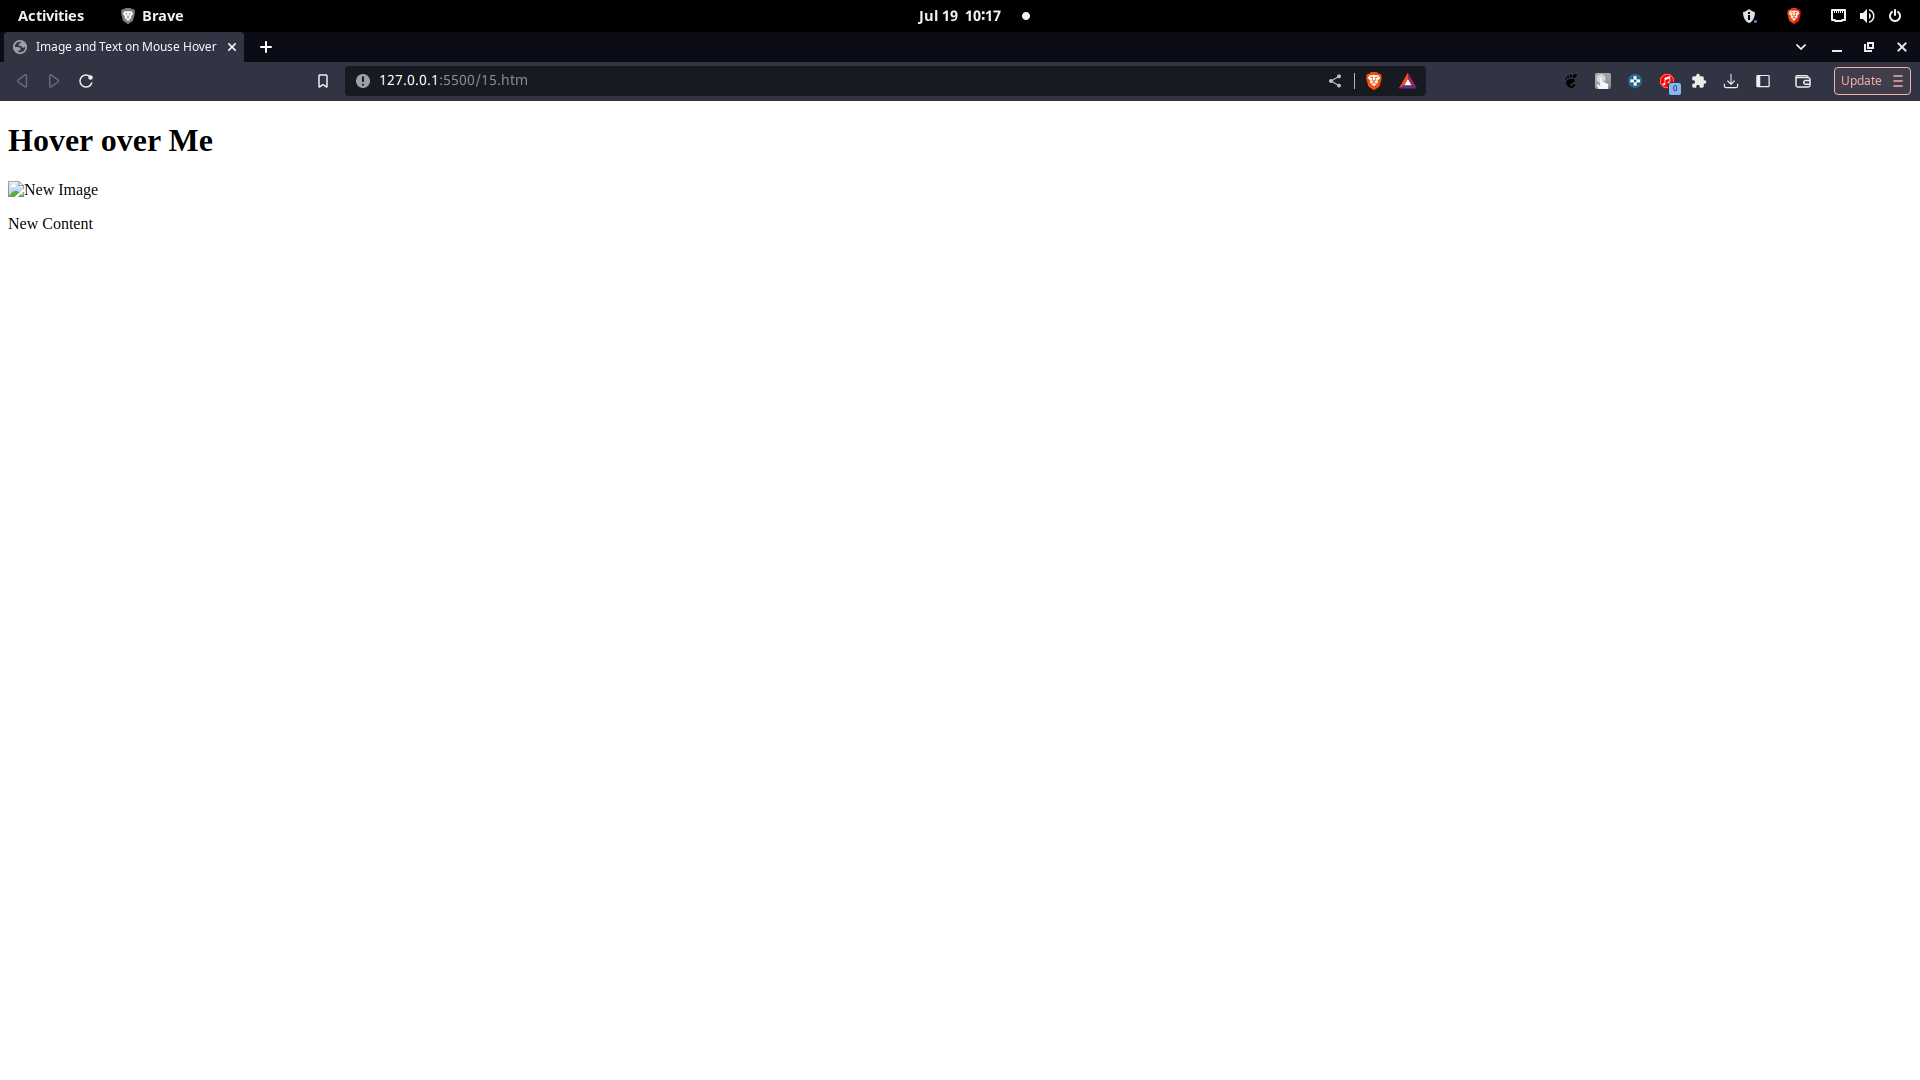 Activities Brave Jul 19 10:17
Image and Text on Mouse Hover
127.0.0.1:5500/15.htm 0 Update
Hover over Me
New Image
New Content